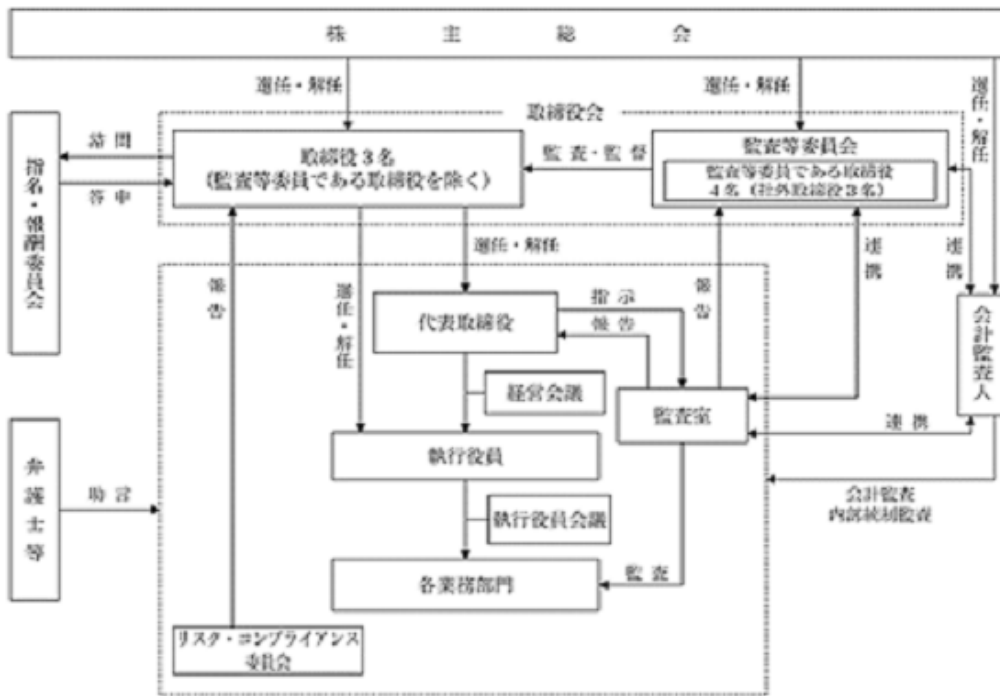 株主総会
選任・解任
選任・解任
選任・解任
取締役会
諮問
答申
指名・報酬委員会
取締役3名
(監査等委員である取締役を除く)
監査・監督
監査等委員会
監査等委員である取締役
4名(社外取締役3名)
選任・解任
報告
選任・解任
代表取締役
指示
報告
報告
連携
連携
会計監査人
経営会議
監査室
連携
執行役員
弁護士等
助言
会計監査
内部統制監査
執行役員会議
各業務部門
監査
リスク・コンプライアンス
委員会